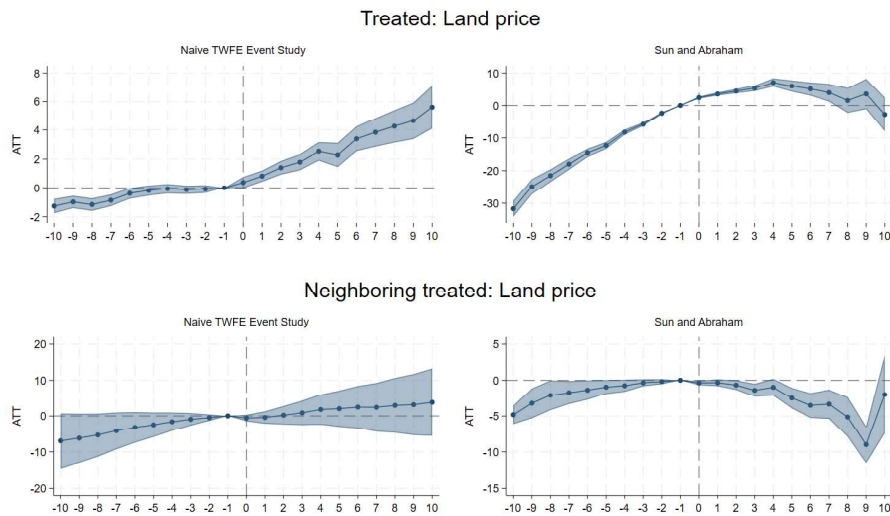 Treated: Land price
Naive TWFE Event Study
Sun and Abraham
ATT
8
6
4
2
0
-2
-10 -9 -8 -7 -6 -5 -4 -3 -2 -1 0 1 2 3 4 5 6 7 8 9 10
ATT
10
0
-10
-20
-30
-10 -9 -8 -7 -6 -5 -4 -3 -2 -1 0 1 2 3 4 5 6 7 8 9 10
Neighboring treated: Land price
Naive TWFE Event Study
Sun and Abraham
ATT
20
10
0
-10
-20
-10 -9 -8 -7 -6 -5 -4 -3 -2 -1 0 1 2 3 4 5 6 7 8 9 10
ATT
5
0
-5
-10
-15
-10 -9 -8 -7 -6 -5 -4 -3 -2 -1 0 1 2 3 4 5 6 7 8 9 10